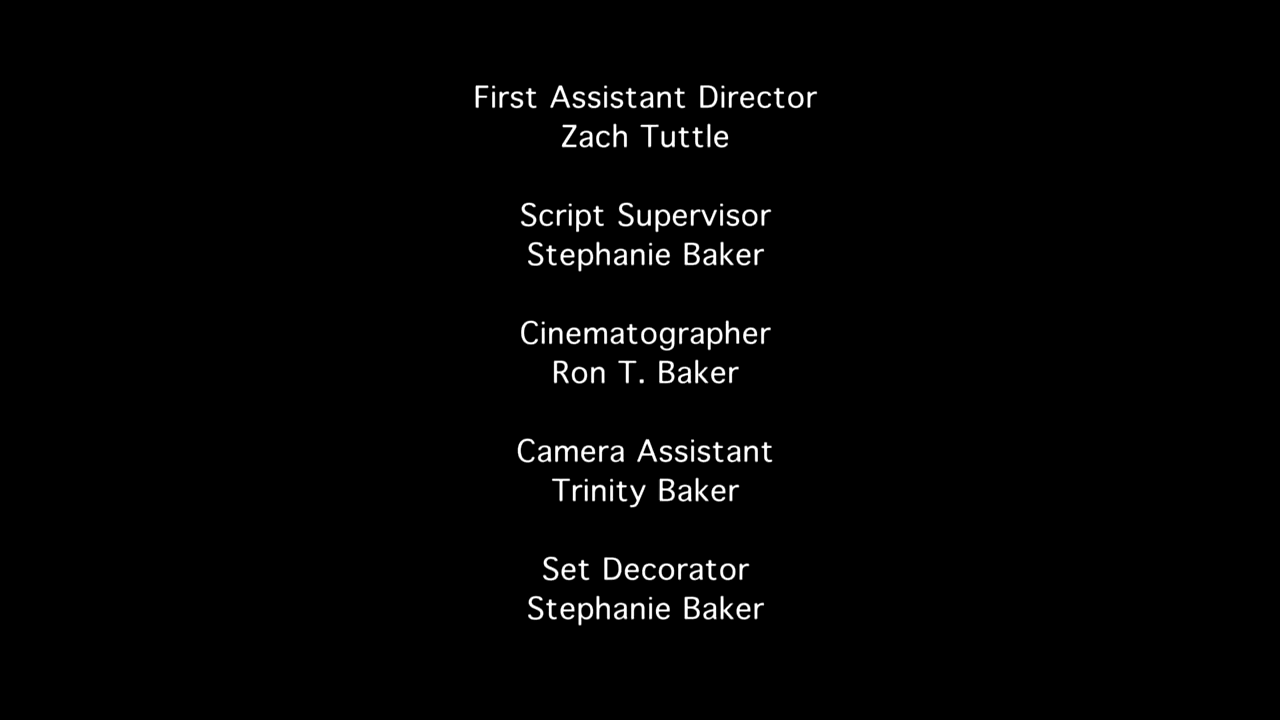 First Assistant Director
Zach Tuttle
Script Supervisor
Stephanie Baker
Cinematographer
Ron T. Baker
Camera Assistant
Trinity Baker
Set Decorator
Stephanie Baker